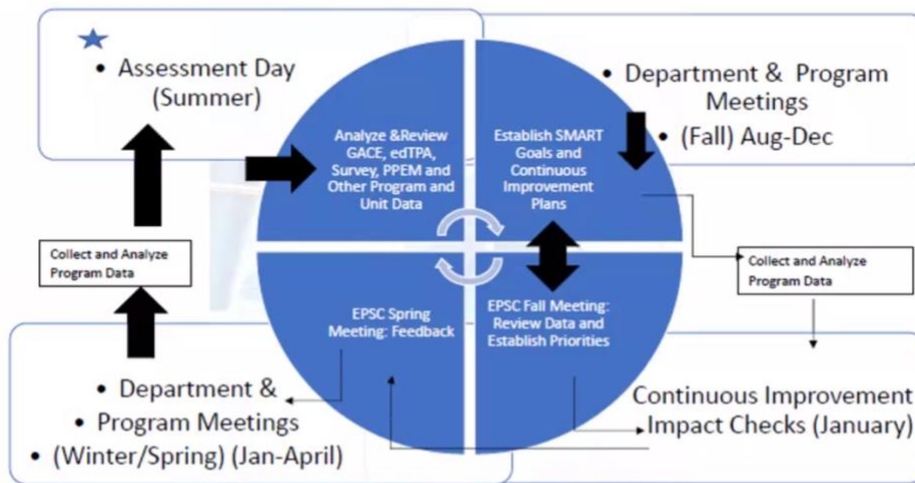 • Assessment Day
(Summer)
• Department & Program
Meetings
• (Fall) Aug-Dec
Analyze &Review
GACE, edTPA,
Survey, PPEM and
Other Program and
Unit Data
Establish SMART
Goals and
Continuous
Improvement
Plans
Collect and Analyze
Program Data
Collect and Analyze
Program Data
EPSC Spring
Meeting: Feedback
EPSC Fall Meeting:
Review Data and
Establish Priorities
• Department &
• Program Meetings
• (Winter/Spring) (Jan-April)
Continuous Improvement
Impact Checks (January)